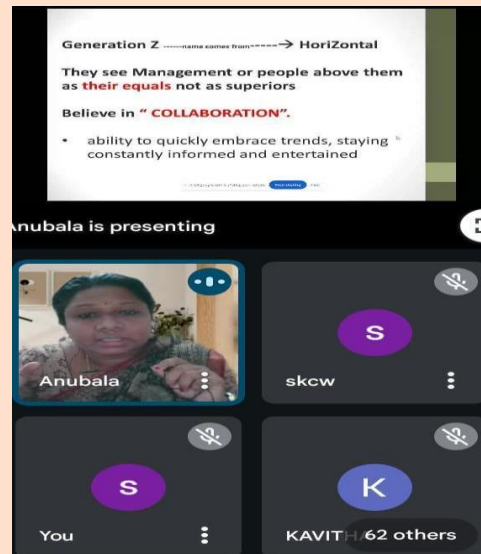 Generation Z ------name comes from-----→ HoriZontal
They see Management or people above them
as their equals not as superiors
Believe in “ COLLABORATION”.
• ability to quickly embrace trends, staying
constantly informed and entertained
Anubala is presenting
Anubala
S
skcw
S
You
K
KAVITH
62 others